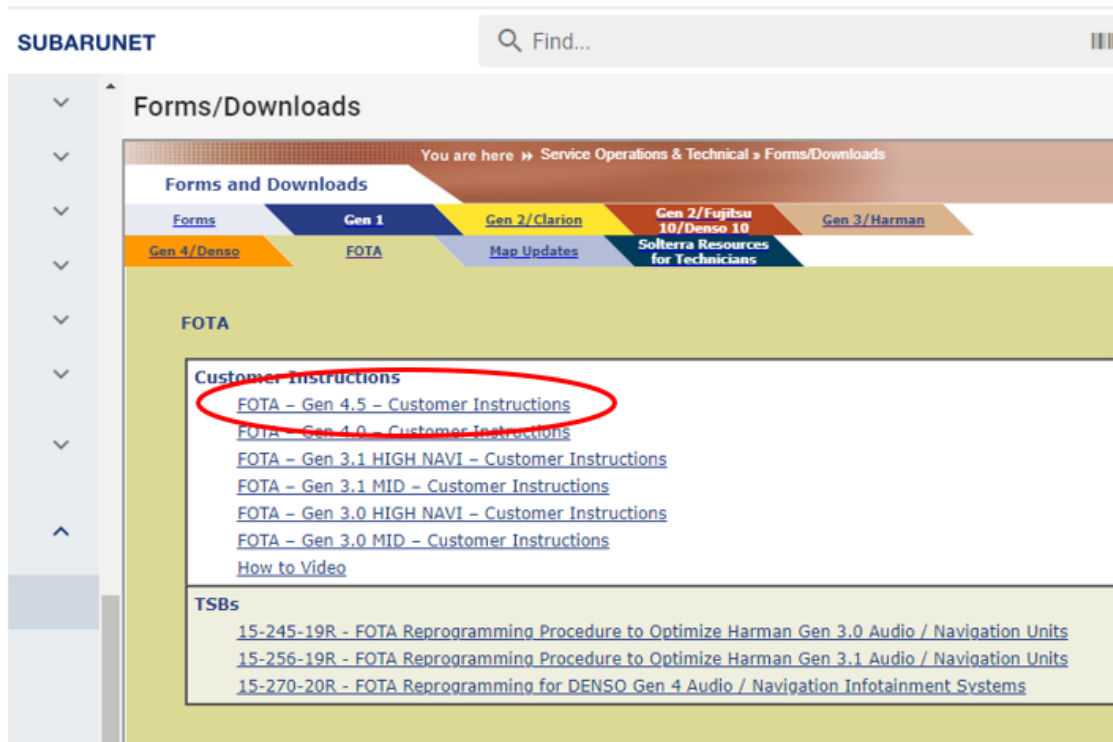 SUBARUNET
Find...
Forms/Downloads
You are here » Service Operations & Technical » Forms/Downloads
Forms and Downloads
Forms
Gen 1
Gen 2/Clarion
Gen 2/Fujitsu
10/Denso 10
Gen 3/Harman
Gen 4/Denso
FOTA
Map Updates
Solterra Resources
for Technicians
FOTA
Customer Instructions
FOTA – Gen 4.5 – Customer Instructions
FOTA – Gen 4.0 – Customer Instructions
FOTA – Gen 3.1 HIGH NAVI – Customer Instructions
FOTA – Gen 3.1 MID – Customer Instructions
FOTA – Gen 3.0 HIGH NAVI – Customer Instructions
FOTA – Gen 3.0 MID – Customer Instructions
How to Video
TSBs
15-245-19R - FOTA Reprogramming Procedure to Optimize Harman Gen 3.0 Audio / Navigation Units
15-256-19R - FOTA Reprogramming Procedure to Optimize Harman Gen 3.1 Audio / Navigation Units
15-270-20R - FOTA Reprogramming for DENSO Gen 4 Audio / Navigation Infotainment Systems